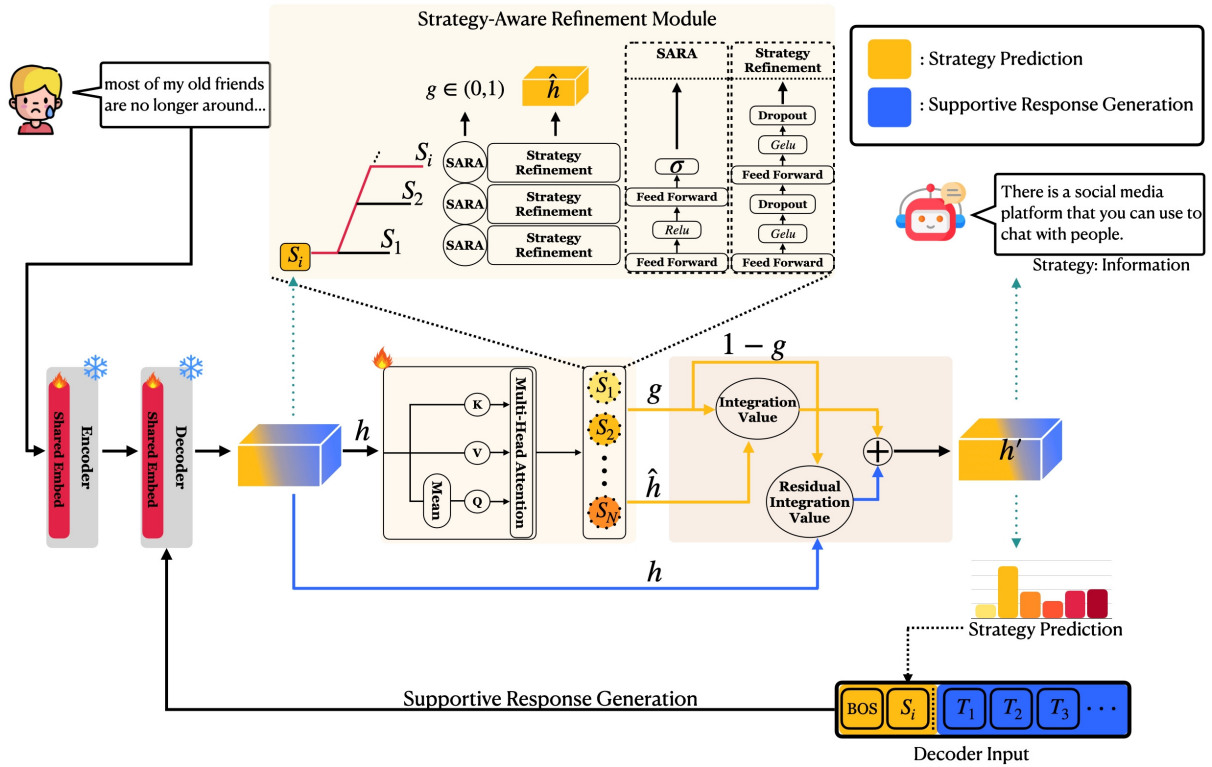 Strategy-Aware Refinement Module
most of my old friends
are no longer around...
g ∈ (0,1)
ĥ
S_i
S_2
S_1
S_i
SARA
Strategy
Refinement
SARA
Strategy
Refinement
SARA
Strategy
Refinement
SARA
σ
Feed Forward
Relu
Feed Forward
Strategy
Refinement
Dropout
Gelu
Feed Forward
Dropout
Gelu
Feed Forward
: Strategy Prediction
: Supportive Response Generation
There is a social media
platform that you can use to
chat with people.
Strategy: Information
Shared Embed
Encoder
Shared Embed
Decoder
h
K
V
Mean
Q
Multi-Head Attention
S_1
S_2
S_N
g
ĥ
1 − g
Integration
Value
Residual
Integration
Value
+
h′
h
Strategy Prediction
Supportive Response Generation
BOS
S_i
T_1
T_2
T_3
· · ·
Decoder Input